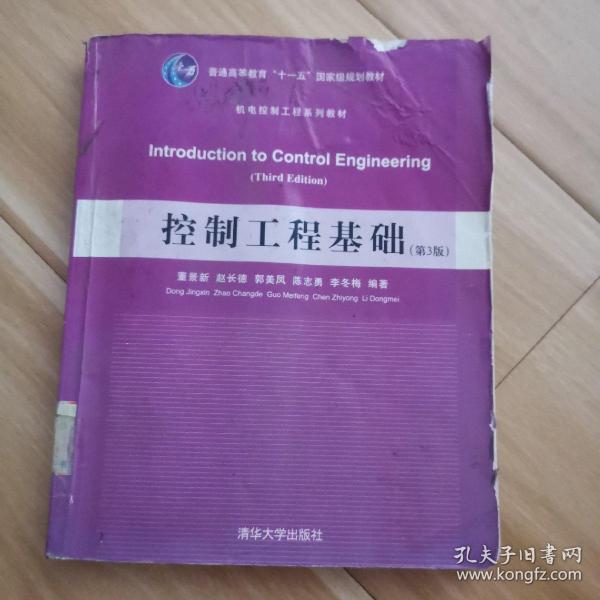 普通高等教育“十一五”国家级规划教材
机电控制工程系列教材
Introduction to Control Engineering
(Third Edition)
控制工程基础(第3版)
董景新 赵长德 郭美凤 陈志勇 李冬梅 编著
Dong Jingxin Zhao Changde Guo Meifeng Chen Zhiyong Li Dongmei
清华大学出版社
孔夫子旧书网
www.kongfz.com